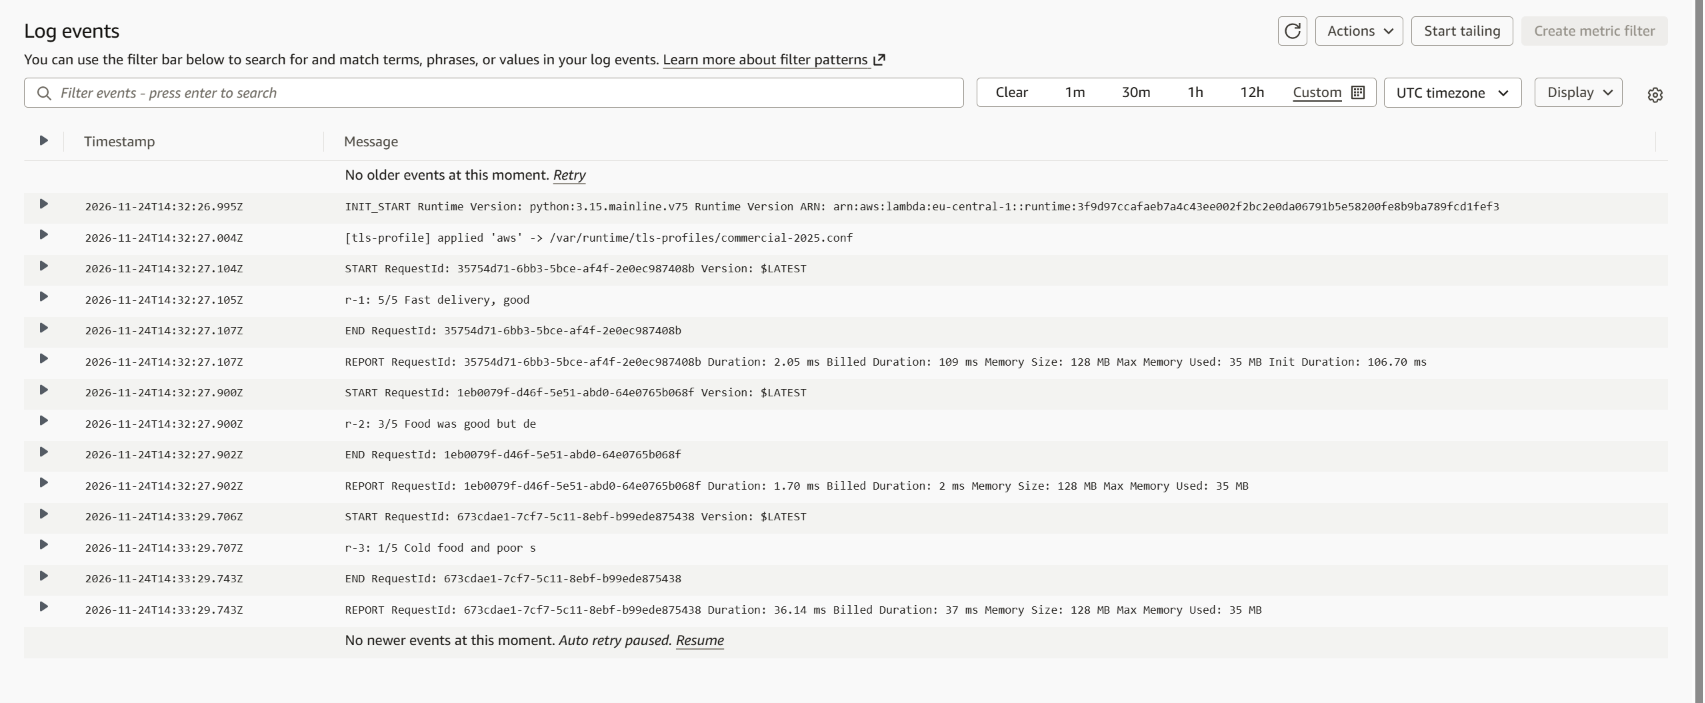 Log events
Actions
Start tailing
Create metric filter
You can use the filter bar below to search for and match terms, phrases, or values in your log events. Learn more about filter patterns
Filter events - press enter to search
Clear 1m 30m 1h 12h Custom UTC timezone Display
Timestamp Message
No older events at this moment. Retry
2026-11-24T14:32:26.995Z INIT_START Runtime Version: python:3.15.mainline.v75 Runtime Version ARN: arn:aws:lambda:eu-central-1::runtime:3f9d97ccafaeb7a4c43ee002f2bc2e0da06791b5e58200fe8b9ba789fcd1fef3
2026-11-24T14:32:27.004Z [tls-profile] applied 'aws' -> /var/runtime/tls-profiles/commercial-2025.conf
2026-11-24T14:32:27.104Z START RequestId: 35754d71-6bb3-5bce-af4f-2e0ec987408b Version: $LATEST
2026-11-24T14:32:27.105Z r-1: 5/5 Fast delivery, good
2026-11-24T14:32:27.107Z END RequestId: 35754d71-6bb3-5bce-af4f-2e0ec987408b
2026-11-24T14:32:27.107Z REPORT RequestId: 35754d71-6bb3-5bce-af4f-2e0ec987408b Duration: 2.05 ms Billed Duration: 109 ms Memory Size: 128 MB Max Memory Used: 35 MB Init Duration: 106.70 ms
2026-11-24T14:32:27.900Z START RequestId: 1eb0079f-d46f-5e51-abd0-64e0765b068f Version: $LATEST
2026-11-24T14:32:27.900Z r-2: 3/5 Food was good but de
2026-11-24T14:32:27.902Z END RequestId: 1eb0079f-d46f-5e51-abd0-64e0765b068f
2026-11-24T14:32:27.902Z REPORT RequestId: 1eb0079f-d46f-5e51-abd0-64e0765b068f Duration: 1.70 ms Billed Duration: 2 ms Memory Size: 128 MB Max Memory Used: 35 MB
2026-11-24T14:33:29.706Z START RequestId: 673cdae1-7cf7-5c11-8ebf-b99ede875438 Version: $LATEST
2026-11-24T14:33:29.707Z r-3: 1/5 Cold food and poor s
2026-11-24T14:33:29.743Z END RequestId: 673cdae1-7cf7-5c11-8ebf-b99ede875438
2026-11-24T14:33:29.743Z REPORT RequestId: 673cdae1-7cf7-5c11-8ebf-b99ede875438 Duration: 36.14 ms Billed Duration: 37 ms Memory Size: 128 MB Max Memory Used: 35 MB
No newer events at this moment. Auto retry paused. Resume